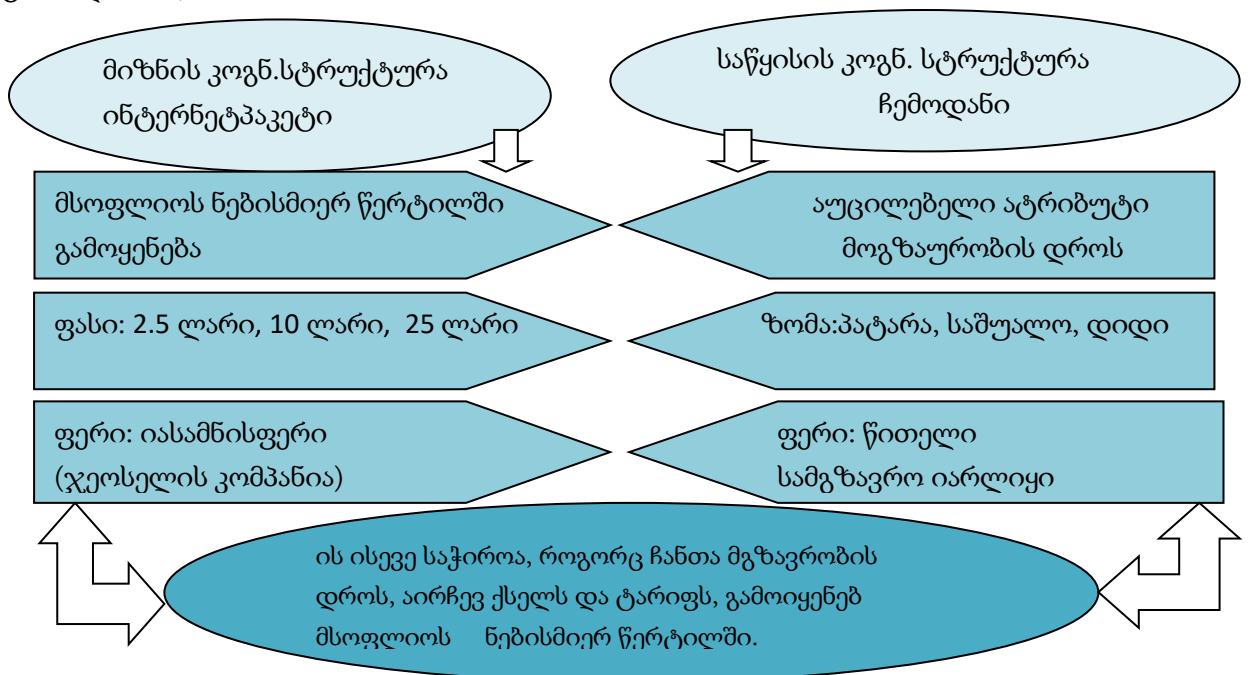 მიზნის კოგნ.სტრუქტურა
ინტერნეტპაკეტი
საწყისის კოგნ. სტრუქტურა
ჩემოდანი
მსოფლიოს ნებისმიერ წერტილში
გამოყენება
აუცილებელი ატრიბუტი
მოგზაურობის დროს
ფასი: 2.5 ლარი, 10 ლარი, 25 ლარი
ზომა:პატარა, საშუალო, დიდი
ფერი: იასამნისფერი
(ჯეოსელის კომპანია)
ფერი: წითელი
სამგზავრო იარლიყი
ის ისევე საჭიროა, როგორც ჩანთა მგზავრობის
დროს, აირჩევ ქსელს და ტარიფს, გამოიყენებ
მსოფლიოს ნებისმიერ წერტილში.